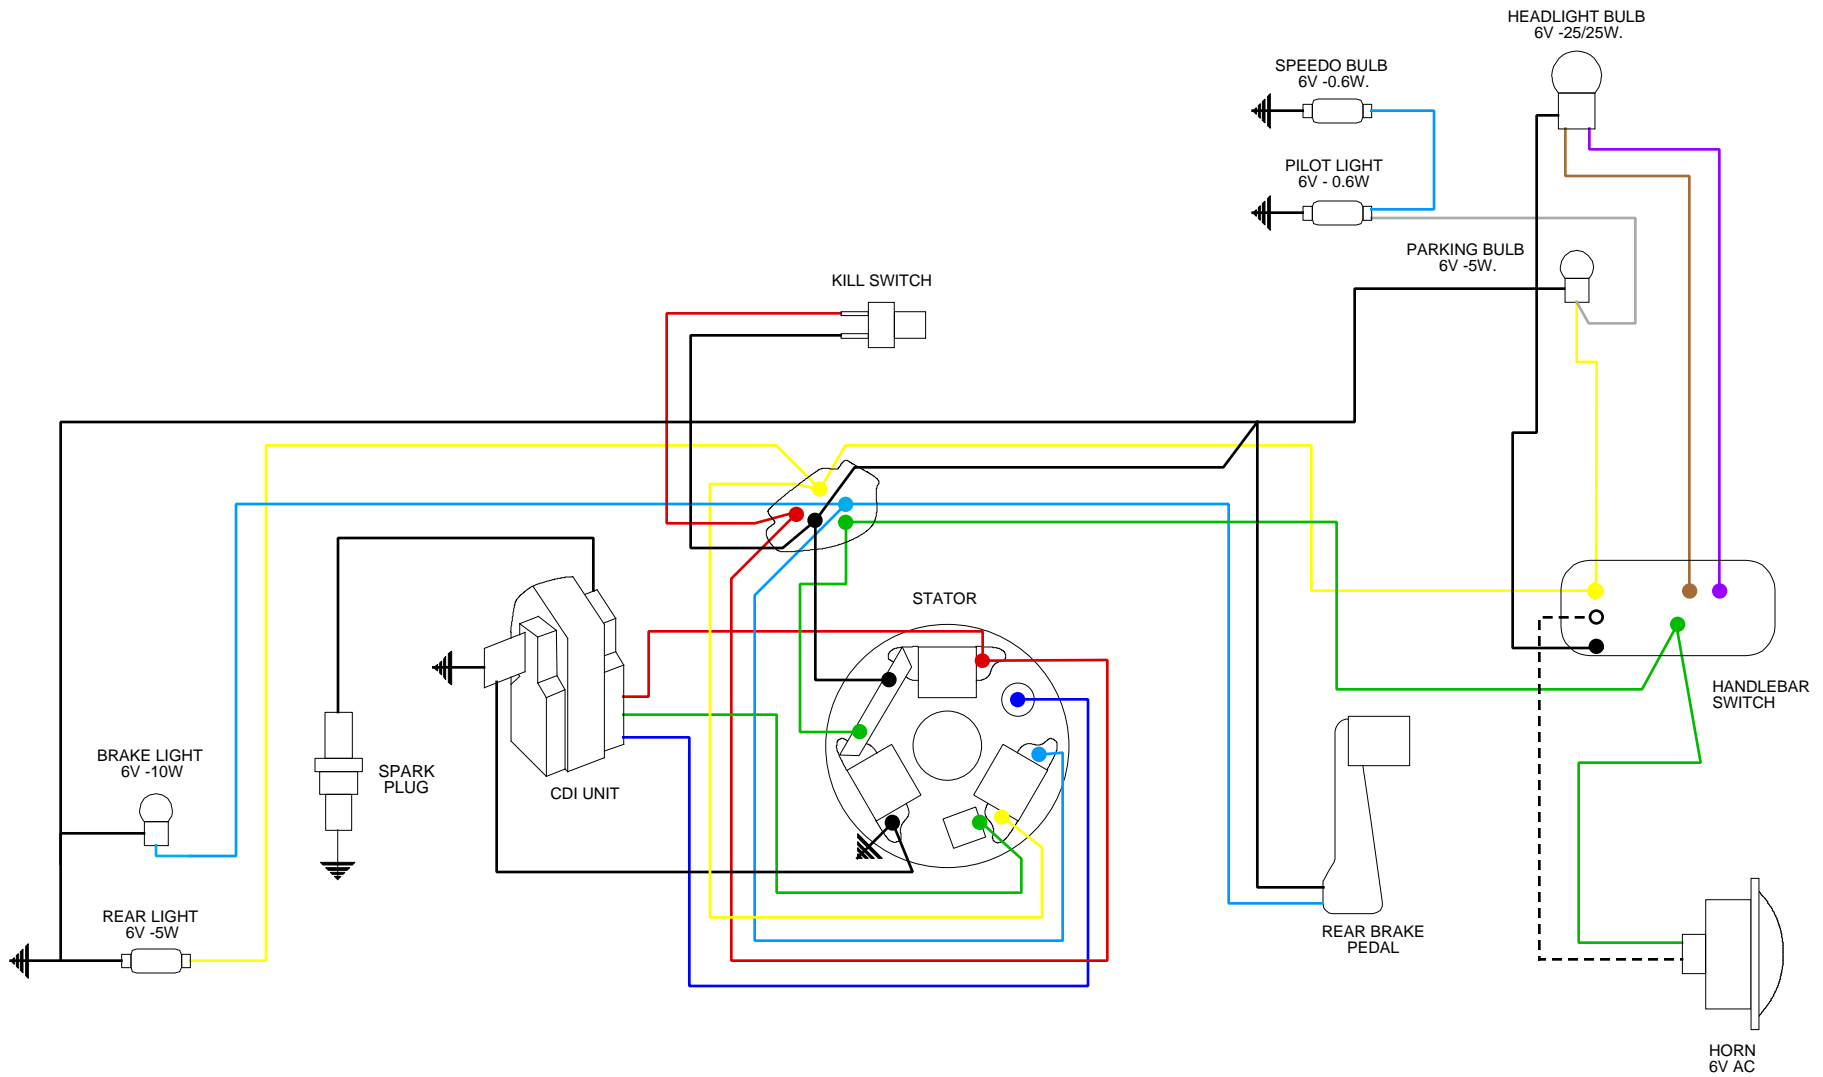 HEADLIGHT BULB
6V -25/25W.
SPEEDO BULB
6V -0.6W.
PILOT LIGHT
6V - 0.6W
PARKING BULB
6V -5W.
KILL SWITCH
STATOR
HANDLEBAR
SWITCH
BRAKE LIGHT
6V -10W
SPARK
PLUG
CDI UNIT
REAR LIGHT
6V -5W
REAR BRAKE
PEDAL
HORN
6V AC